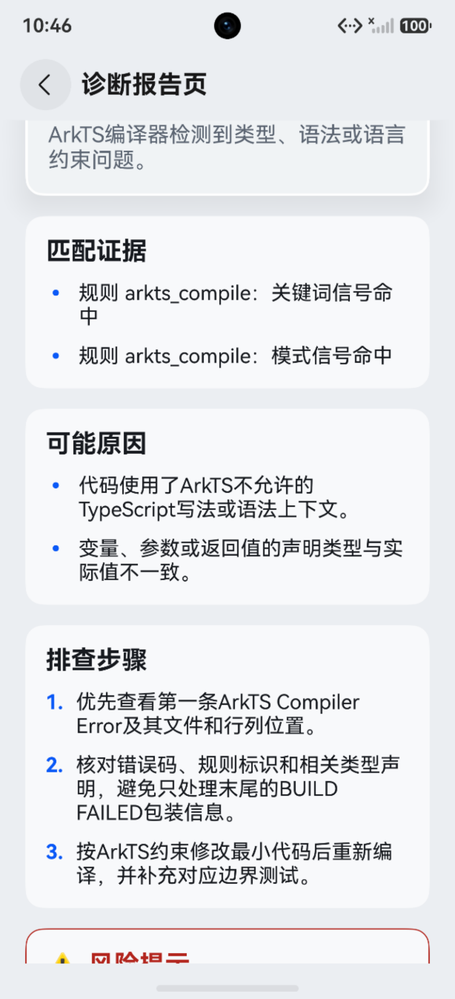 10:46
100
诊断报告页
ArkTS编译器检测到类型、语法或语言
约束问题。
匹配证据
• 规则 arkts_compile：关键词信号命
中
• 规则 arkts_compile：模式信号命中
可能原因
• 代码使用了ArkTS不允许的
TypeScript写法或语法上下文。
• 变量、参数或返回值的声明类型与实
际值不一致。
排查步骤
1. 优先查看第一条ArkTS Compiler
Error及其文件和行列位置。
2. 核对错误码、规则标识和相关类型声
明，避免只处理末尾的BUILD
FAILED包装信息。
3. 按ArkTS约束修改最小代码后重新编
译，并补充对应边界测试。
风险提示